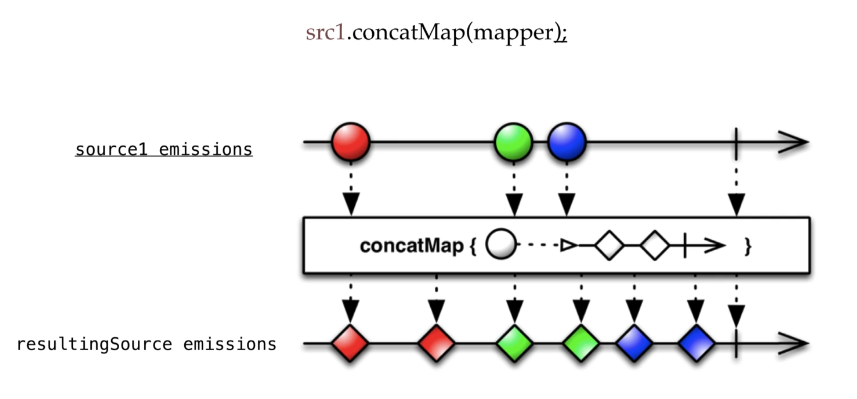 src1.concatMap(mapper);
source1 emissions
concatMap { }
resultingSource emissions